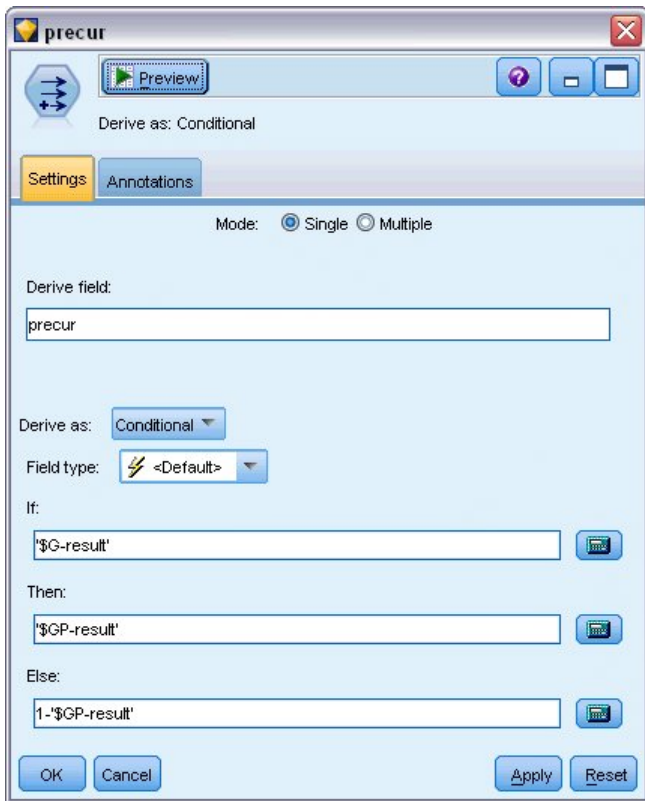 precur
Preview
Derive as: Conditional
Settings Annotations
Mode: Single Multiple
Derive field:
precur
Derive as: Conditional
Field type: <Default>
If:
'$G-result'
Then:
'$GP-result'
Else:
1-'$GP-result'
OK Cancel Apply Reset